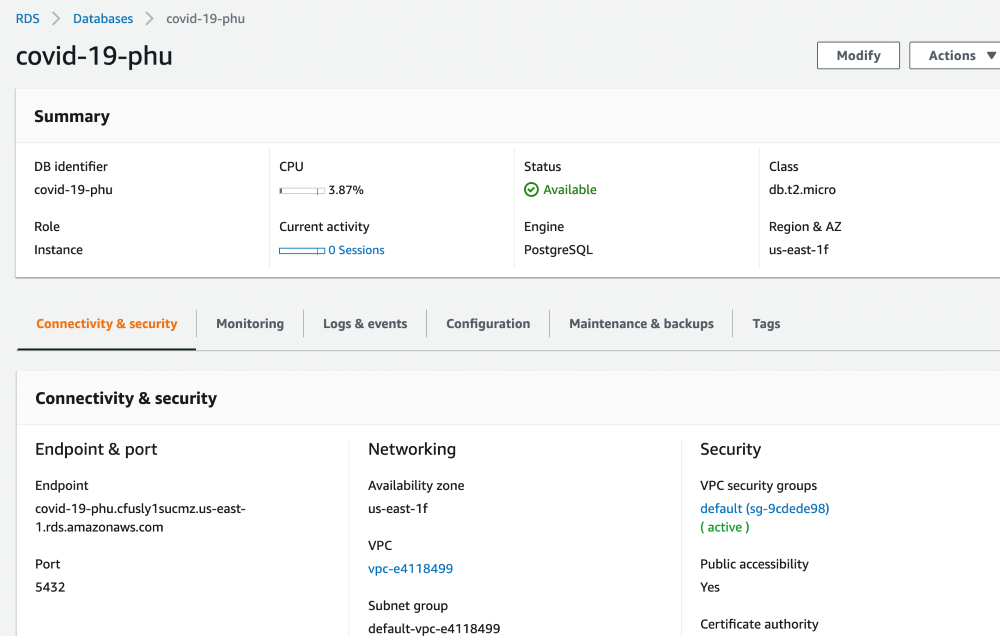 RDS > Databases > covid-19-phu
covid-19-phu
Modify
Actions ▼
Summary
DB identifier
covid-19-phu
CPU
3.87%
Status
Available
Class
db.t2.micro
Role
Instance
Current activity
0 Sessions
Engine
PostgreSQL
Region & AZ
us-east-1f
Connectivity & security
Monitoring
Logs & events
Configuration
Maintenance & backups
Tags
Connectivity & security
Endpoint & port
Endpoint
covid-19-phu.cfusly1sucmz.us-east-
1.rds.amazonaws.com
Port
5432
Networking
Availability zone
us-east-1f
VPC
vpc-e4118499
Subnet group
default-vpc-e4118499
Security
VPC security groups
default (sg-9cdede98)
( active )
Public accessibility
Yes
Certificate authority